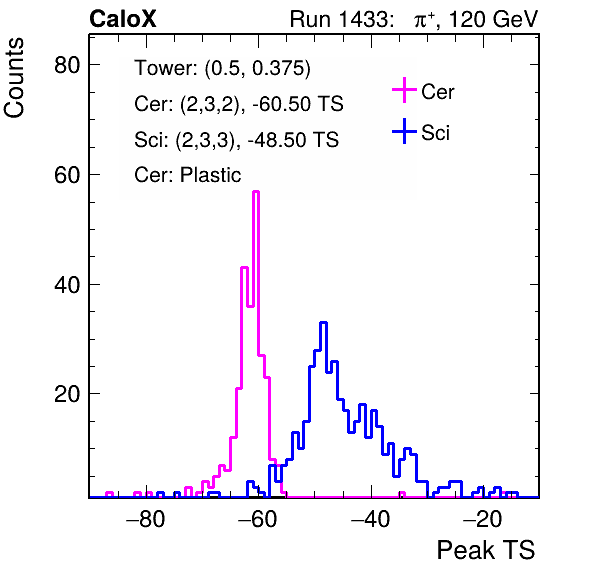 CaloX Run 1433: π⁺, 120 GeV
Counts
Tower: (0.5, 0.375)
Cer: (2,3,2), -60.50 TS
Sci: (2,3,3), -48.50 TS
Cer: Plastic
Cer
Sci
80
60
40
20
−80 −60 −40 −20
Peak TS